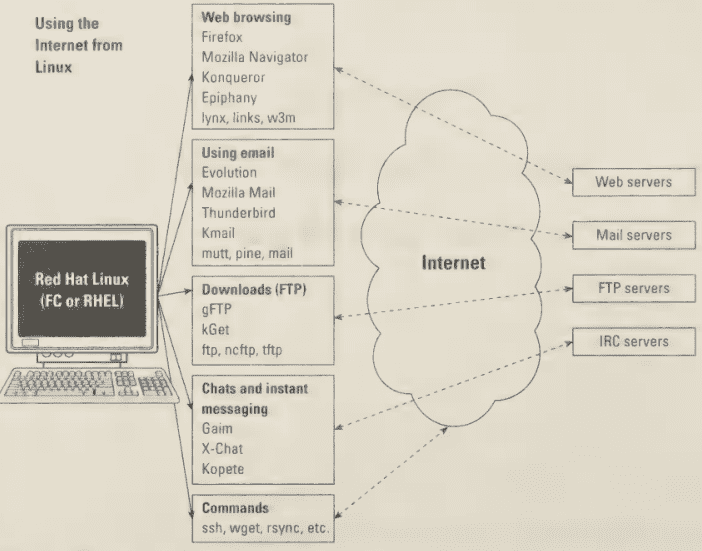 Using the
Internet from
Linux
Web browsing
Firefox
Mozilla Navigator
Konqueror
Epiphany
lynx, links, w3m
Using email
Evolution
Mozilla Mail
Thunderbird
Kmail
mutt, pine, mail
Red Hat Linux
(FC or RHEL)
Downloads (FTP)
gFTP
kGet
ftp, ncftp, tftp
Chats and instant
messaging
Gaim
X-Chat
Kopete
Commands
ssh, wget, rsync, etc.
Internet
Web servers
Mail servers
FTP servers
IRC servers